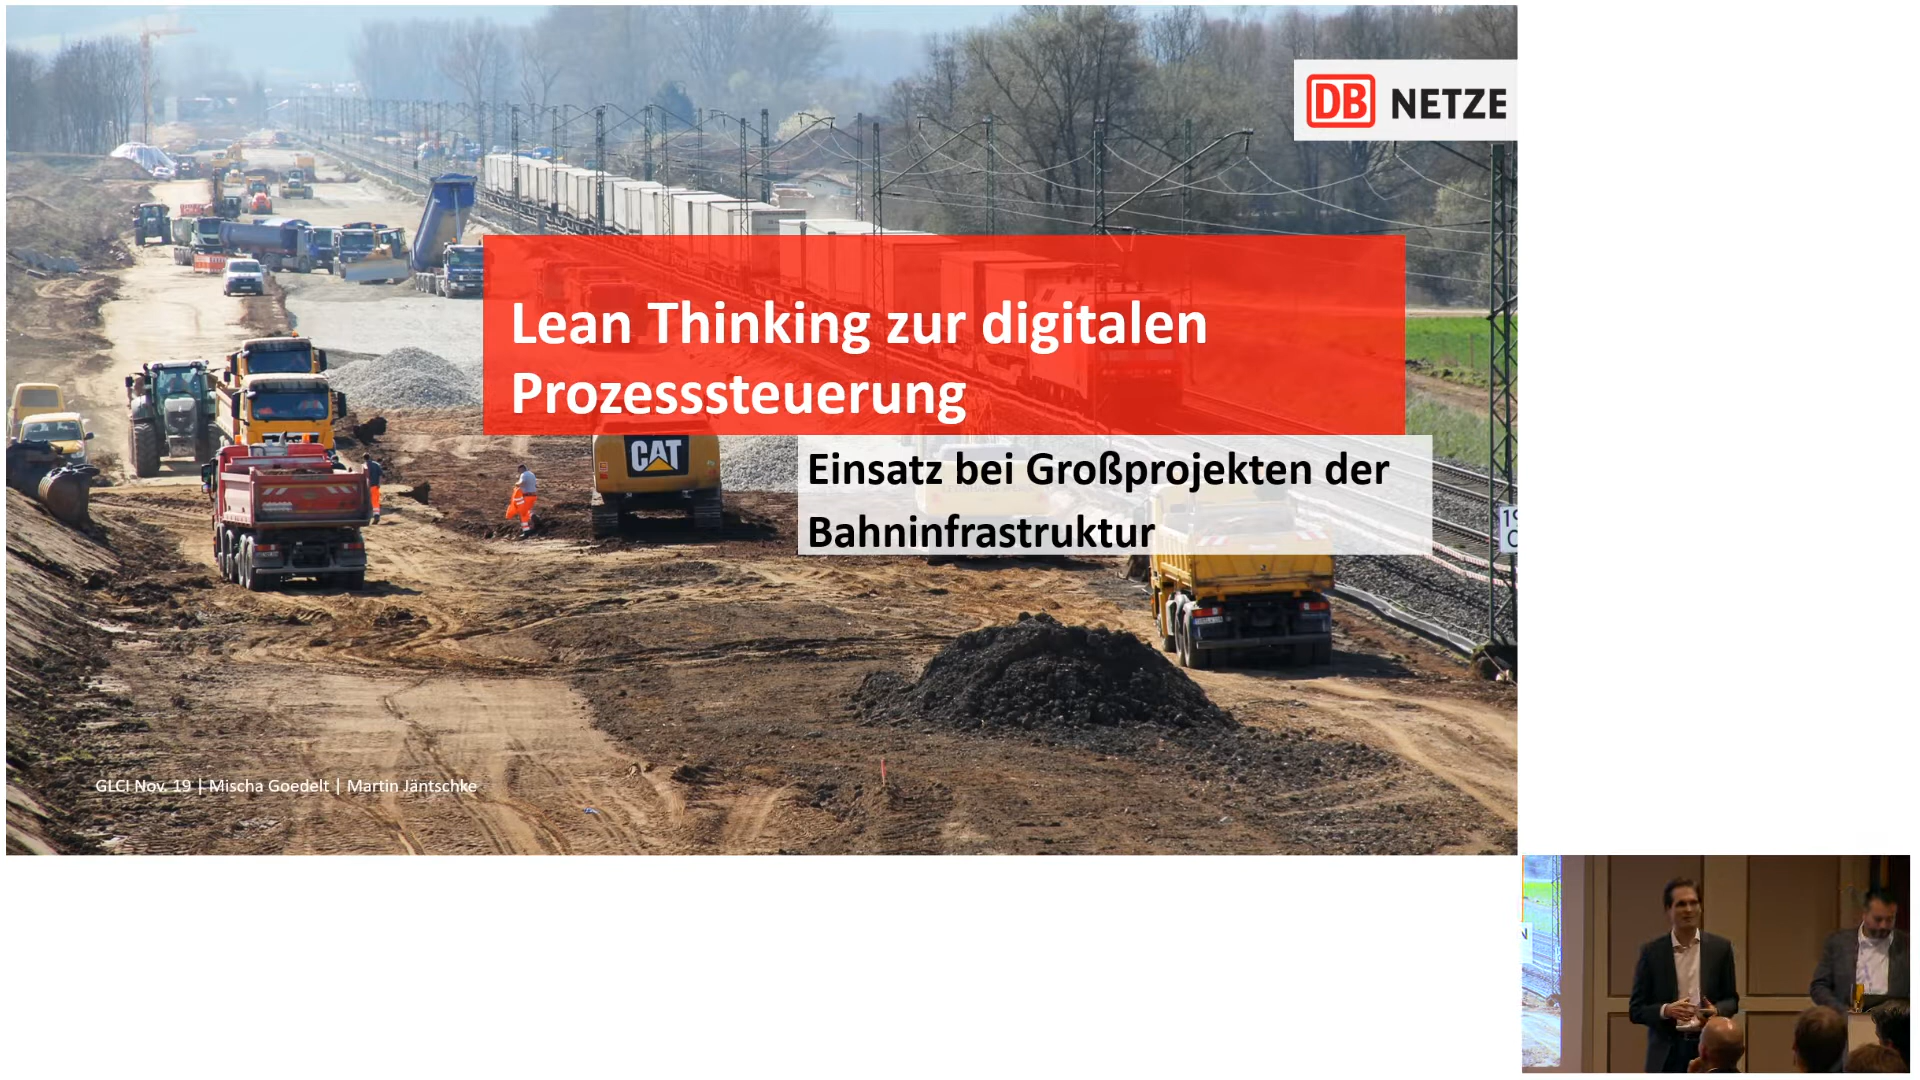 DB NETZE
Lean Thinking zur digitalen
Prozesssteuerung
CAT
Einsatz bei Großprojekten der
Bahninfrastruktur
GLCI Nov. 19 | Mischa Goedelt | Martin Jäntschke